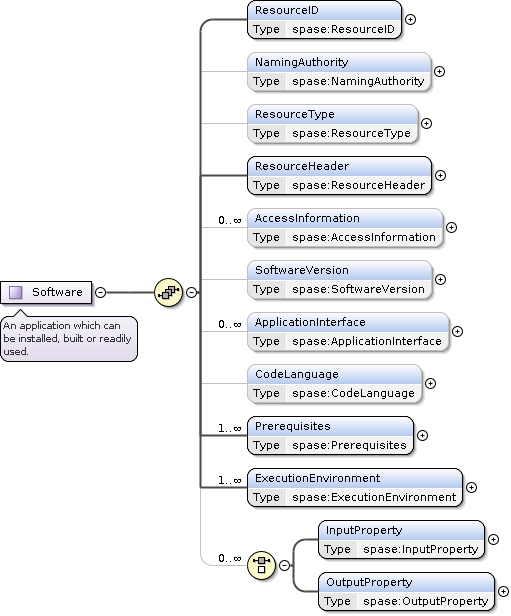 ResourceID
Type spase:ResourceID
NamingAuthority
Type spase:NamingAuthority
ResourceType
Type spase:ResourceType
ResourceHeader
Type spase:ResourceHeader
0..∞
AccessInformation
Type spase:AccessInformation
SoftwareVersion
Type spase:SoftwareVersion
Software
An application which can
be installed, built or readily
used.
0..∞
ApplicationInterface
Type spase:ApplicationInterface
CodeLanguage
Type spase:CodeLanguage
1..∞
Prerequisites
Type spase:Prerequisites
1..∞
ExecutionEnvironment
Type spase:ExecutionEnvironment
0..∞
InputProperty
Type spase:InputProperty
OutputProperty
Type spase:OutputProperty